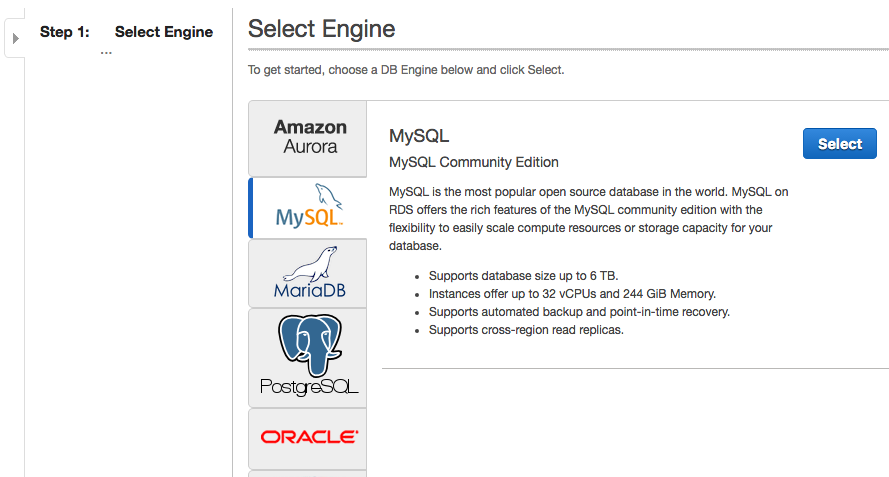 Step 1: Select Engine
...
Select Engine
To get started, choose a DB Engine below and click Select.
Amazon
Aurora
MySQL™
MariaDB
PostgreSQL
ORACLE
MySQL
Select
MySQL Community Edition
MySQL is the most popular open source database in the world. MySQL on
RDS offers the rich features of the MySQL community edition with the
flexibility to easily scale compute resources or storage capacity for your
database.
• Supports database size up to 6 TB.
• Instances offer up to 32 vCPUs and 244 GiB Memory.
• Supports automated backup and point-in-time recovery.
• Supports cross-region read replicas.